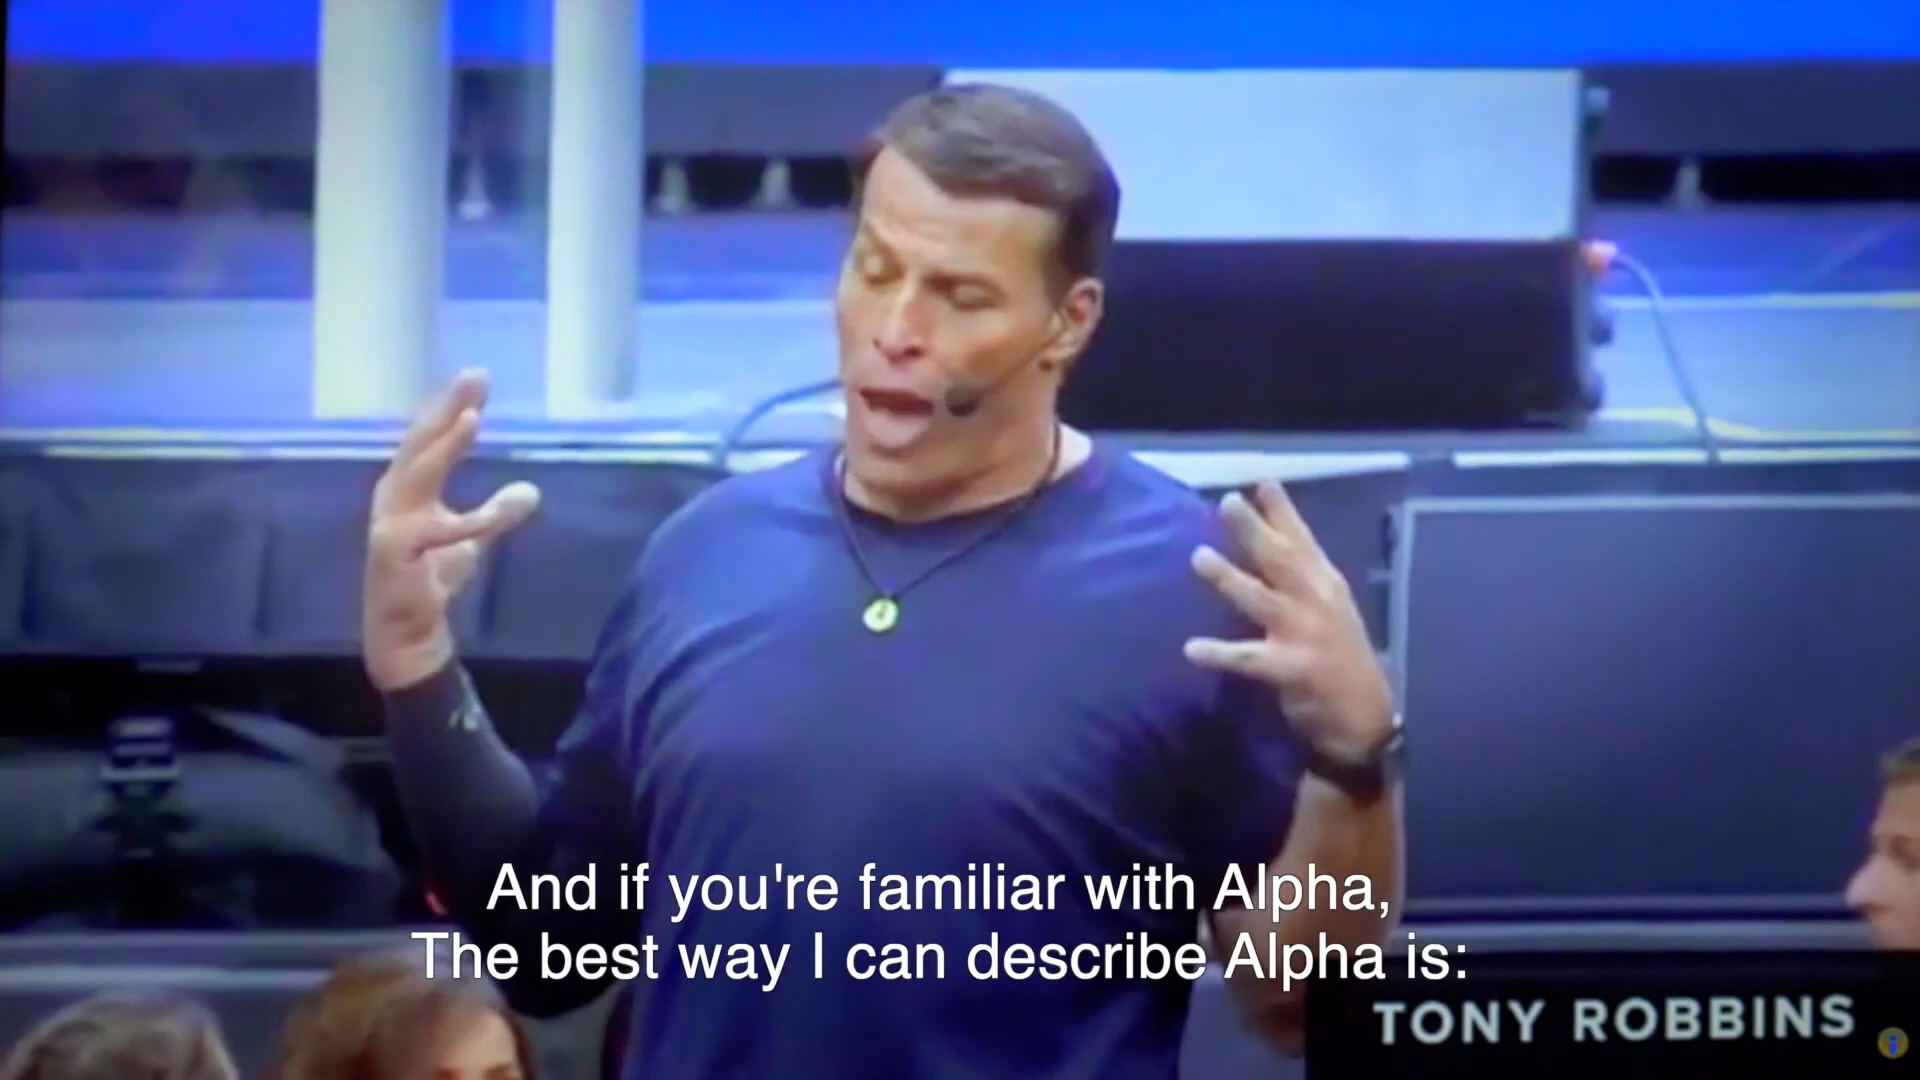 And if you're familiar with Alpha,
The best way I can describe Alpha is:
TONY ROBBINS